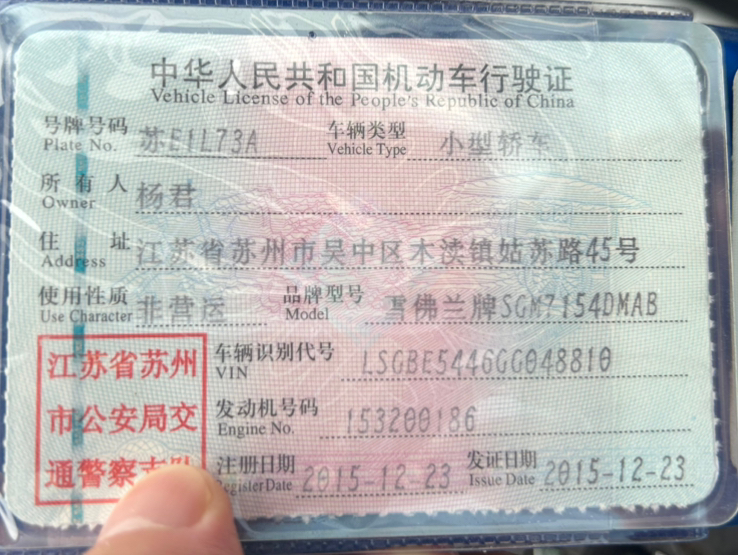 中华人民共和国机动车行驶证
Vehicle License of the People's Republic of China
号牌号码 苏E1L73A 车辆类型 小型轿车
Plate No. Vehicle Type
所有人 杨君
Owner
住址 江苏省苏州市吴中区木渎镇姑苏路45号
Address
使用性质 非营运 品牌型号 雪佛兰牌SGM7154DMAB
Use Character Model
江苏省苏州 车辆识别代号 LSGBE5446GG048810
VIN
市公安局交 发动机号码 153200186
Engine No.
通警察支队 注册日期 2015-12-23 发证日期 2015-12-23
Register Date Issue Date